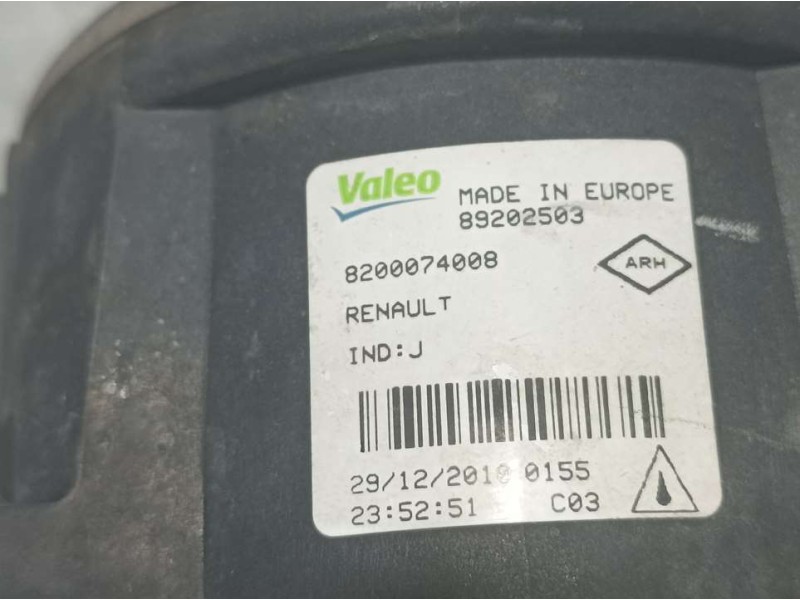 Valeo
MADE IN EUROPE
89202503
8200074008
ARH
RENAULT
IND:J
29/12/2010 0155
23:52:51 C03